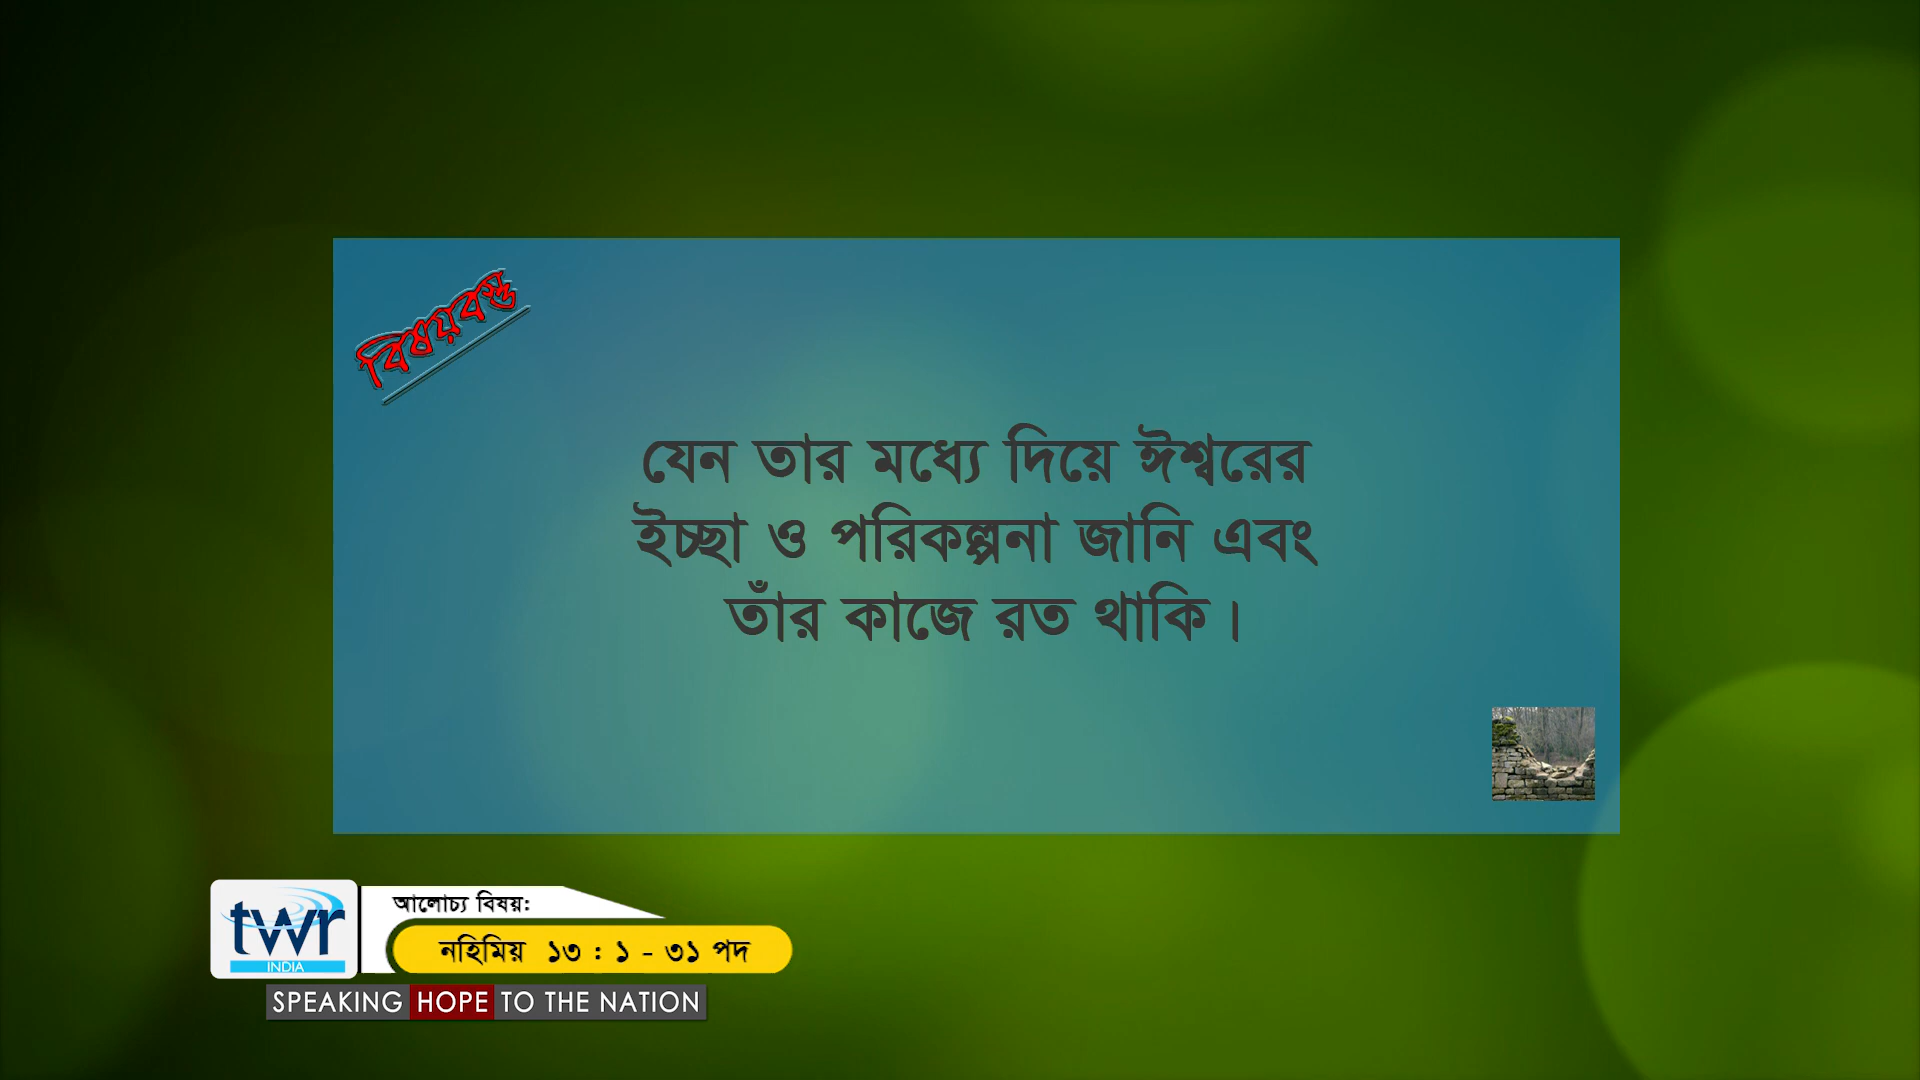 বিষয়বস্তু
যেন তার মধ্যে দিয়ে ঈশ্বরের
ইচ্ছা ও পরিকল্পনা জানি এবং
তাঁর কাজে রত থাকি।
twr
INDIA
আলোচ্য বিষয়:
নহিমিয় ১৩ : ১ - ৩১ পদ
SPEAKING HOPE TO THE NATION